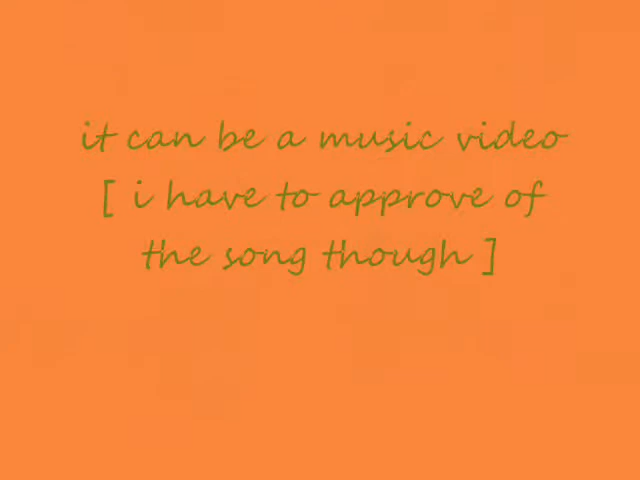 it can be a music video
[ i have to approve of
the song though ]